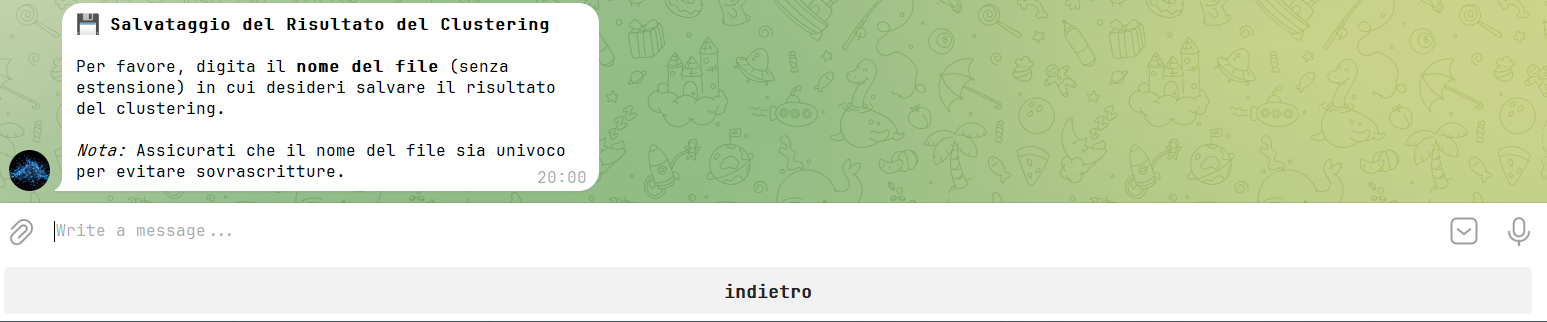 💾 Salvataggio del Risultato del Clustering
Per favore, digita il nome del file (senza
estensione) in cui desideri salvare il risultato
del clustering.
Nota: Assicurati che il nome del file sia univoco
per evitare sovrascritture.
20:00
Write a message...
indietro